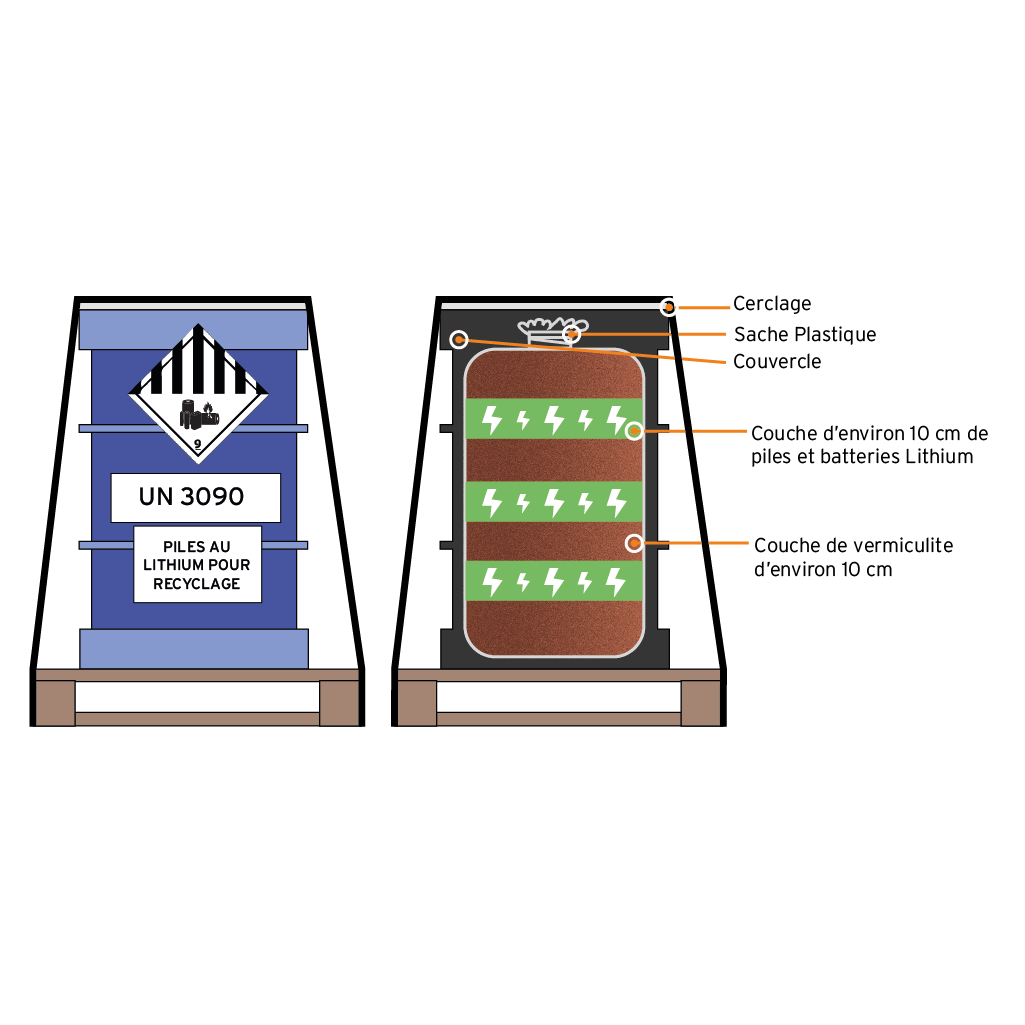 9
UN 3090
PILES AU
LITHIUM POUR
RECYCLAGE
Cerclage
Sache Plastique
Couvercle
Couche d'environ 10 cm de
piles et batteries Lithium
Couche de vermiculite
d'environ 10 cm